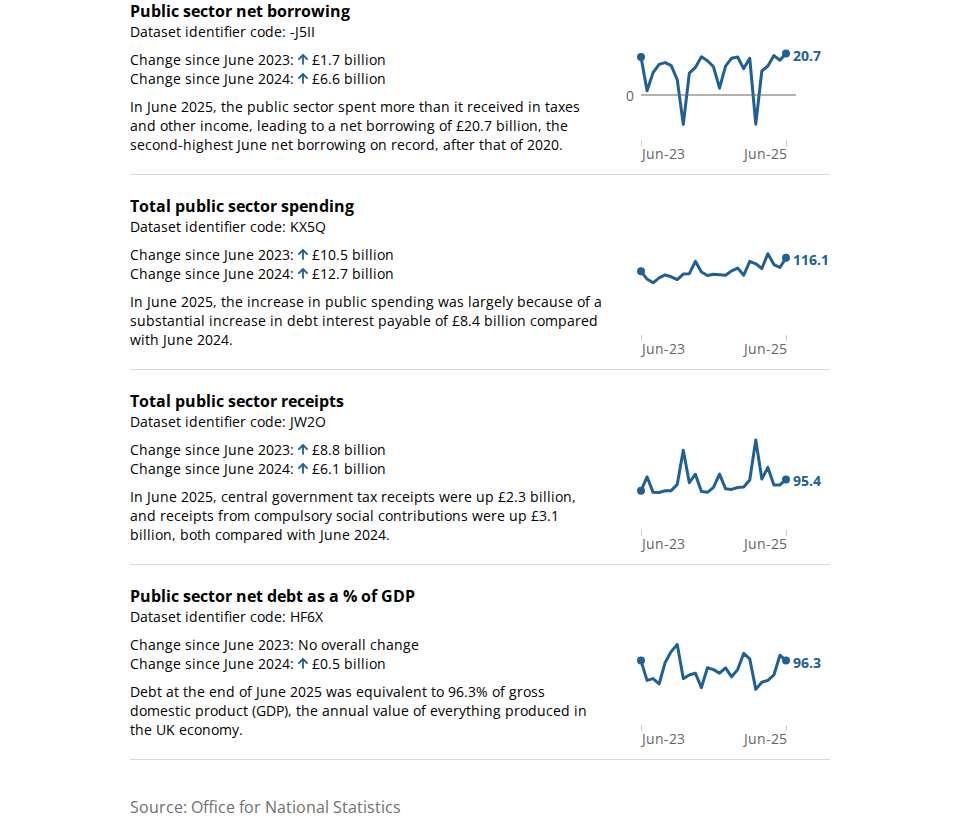 Public sector net borrowing
Dataset identifier code: -J5II
Change since June 2023: ↑ £1.7 billion
Change since June 2024: ↑ £6.6 billion
In June 2025, the public sector spent more than it received in taxes
and other income, leading to a net borrowing of £20.7 billion, the
second-highest June net borrowing on record, after that of 2020.
20.7
0
Jun-23 Jun-25
Total public sector spending
Dataset identifier code: KX5Q
Change since June 2023: ↑ £10.5 billion
Change since June 2024: ↑ £12.7 billion
In June 2025, the increase in public spending was largely because of a
substantial increase in debt interest payable of £8.4 billion compared
with June 2024.
116.1
Jun-23 Jun-25
Total public sector receipts
Dataset identifier code: JW2O
Change since June 2023: ↑ £8.8 billion
Change since June 2024: ↑ £6.1 billion
In June 2025, central government tax receipts were up £2.3 billion,
and receipts from compulsory social contributions were up £3.1
billion, both compared with June 2024.
95.4
Jun-23 Jun-25
Public sector net debt as a % of GDP
Dataset identifier code: HF6X
Change since June 2023: No overall change
Change since June 2024: ↑ £0.5 billion
Debt at the end of June 2025 was equivalent to 96.3% of gross
domestic product (GDP), the annual value of everything produced in
the UK economy.
96.3
Jun-23 Jun-25
Source: Office for National Statistics